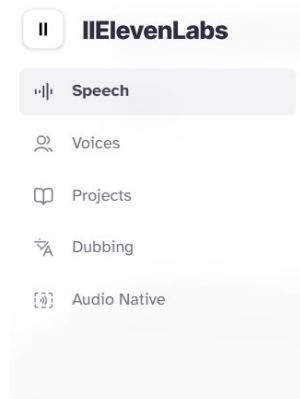 IIElevenLabs
Speech
Voices
Projects
Dubbing
Audio Native